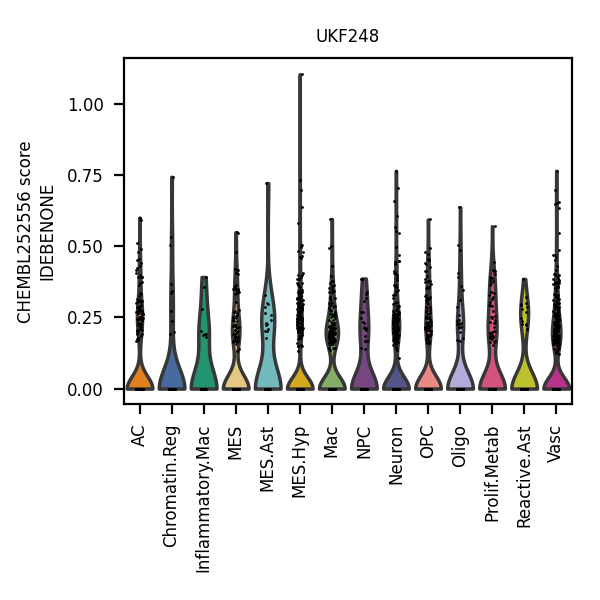 UKF248
CHEMBL252556 score
IDEBENONE
1.00
0.75
0.50
0.25
0.00
AC
Chromatin.Reg
Inflammatory.Mac
MES
MES.Ast
MES.Hyp
Mac
NPC
Neuron
OPC
Oligo
Prolif.Metab
Reactive.Ast
Vasc